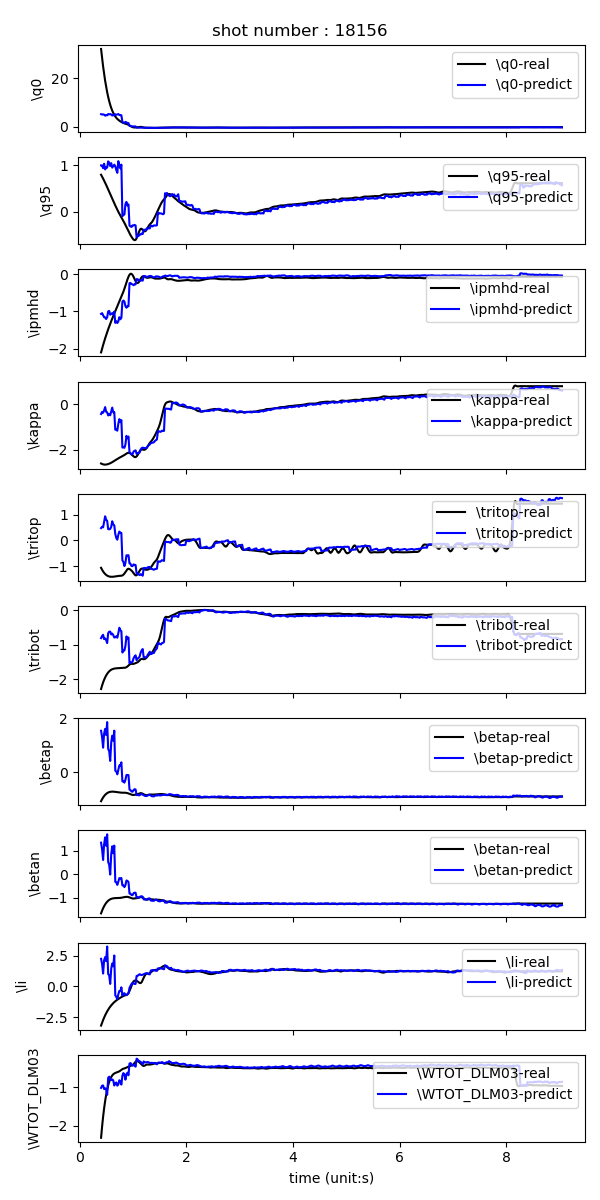 shot number : 18156
\q0
20
0
\q0-real
\q0-predict
\q95
1
0
\q95-real
\q95-predict
\ipmhd
0
−1
−2
\ipmhd-real
\ipmhd-predict
\kappa
0
−2
\kappa-real
\kappa-predict
\tritop
1
0
−1
\tritop-real
\tritop-predict
\tribot
0
−1
−2
\tribot-real
\tribot-predict
\betap
2
0
\betap-real
\betap-predict
\betan
1
0
−1
\betan-real
\betan-predict
\li
2.5
0.0
−2.5
\li-real
\li-predict
\WTOT_DLM03
−1
−2
\WTOT_DLM03-real
\WTOT_DLM03-predict
0 2 4 6 8
time (unit:s)